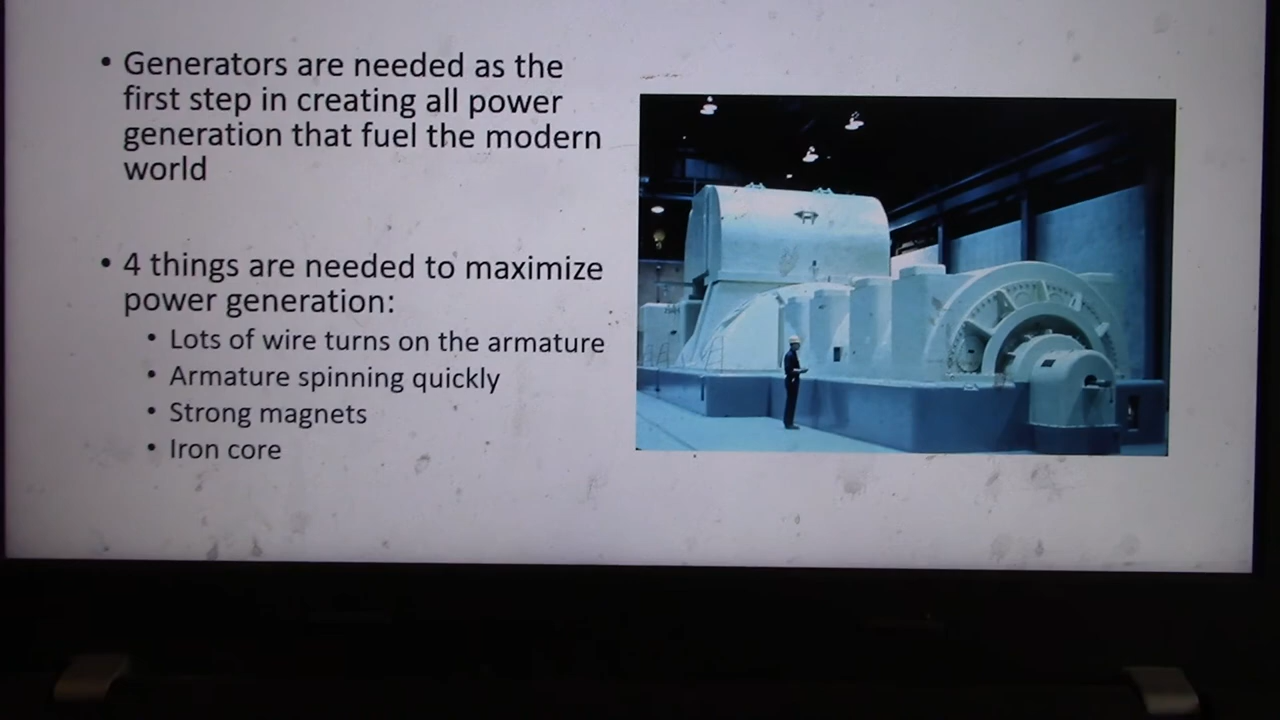 • Generators are needed as the
first step in creating all power
generation that fuel the modern
world
• 4 things are needed to maximize
power generation:
• Lots of wire turns on the armature
• Armature spinning quickly
• Strong magnets
• Iron core